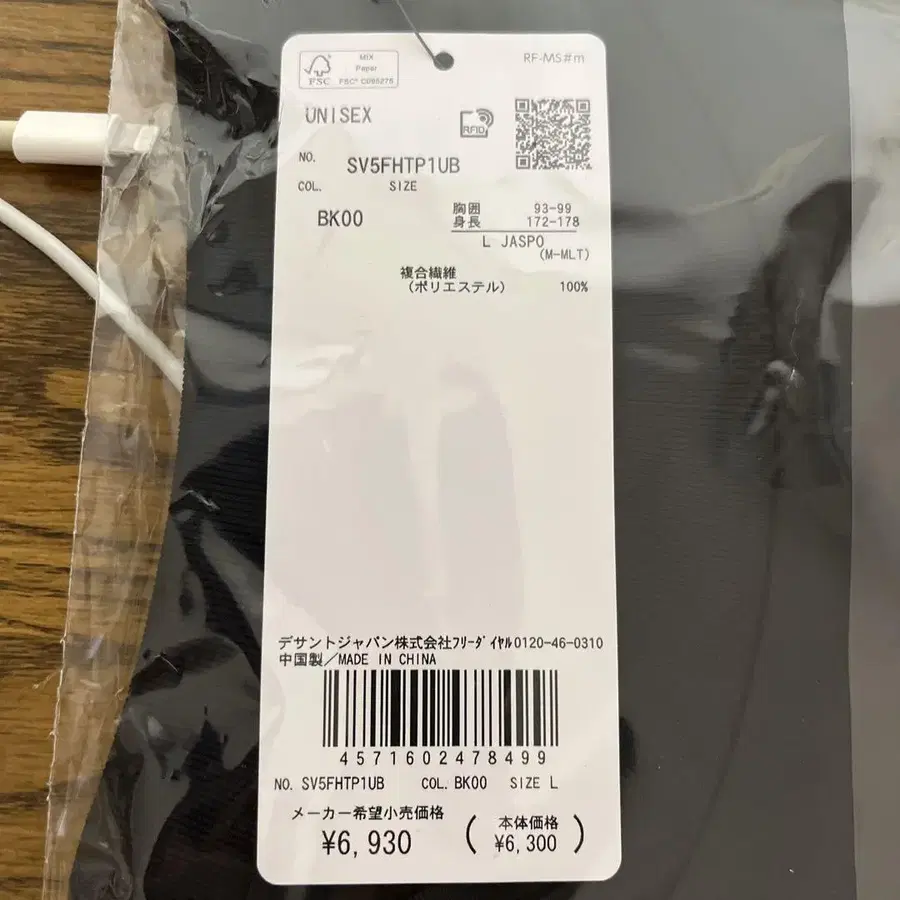 MIX
Paper
FSC
FSC® C095276
RF-MS#m
UNISEX
RFID
NO. SV5FHTP1UB
COL. SIZE
BK00
胸囲 93-99
身長 172-178
L JASPO
(M-MLT)
複合繊維
(ポリエステル) 100%
デサントジャパン株式会社フリーダイヤル0120-46-0310
中国製/MADE IN CHINA
4571602478499
NO. SV5FHTP1UB COL. BK00 SIZE L
メーカー希望小売価格
¥6,930
(本体価格
¥6,300)